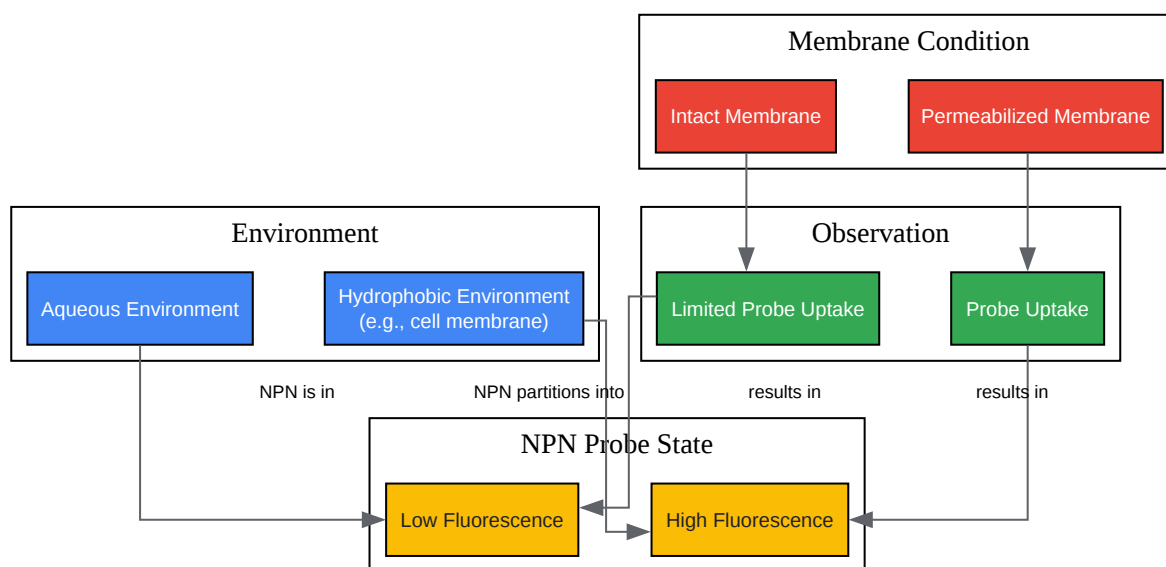 Membrane Condition
Intact Membrane
Permeabilized Membrane
Environment
Observation
Aqueous Environment
Hydrophobic Environment
(e.g., cell membrane)
Limited Probe Uptake
Probe Uptake
NPN is in
NPN partitions into
results in
results in
NPN Probe State
Low Fluorescence
High Fluorescence